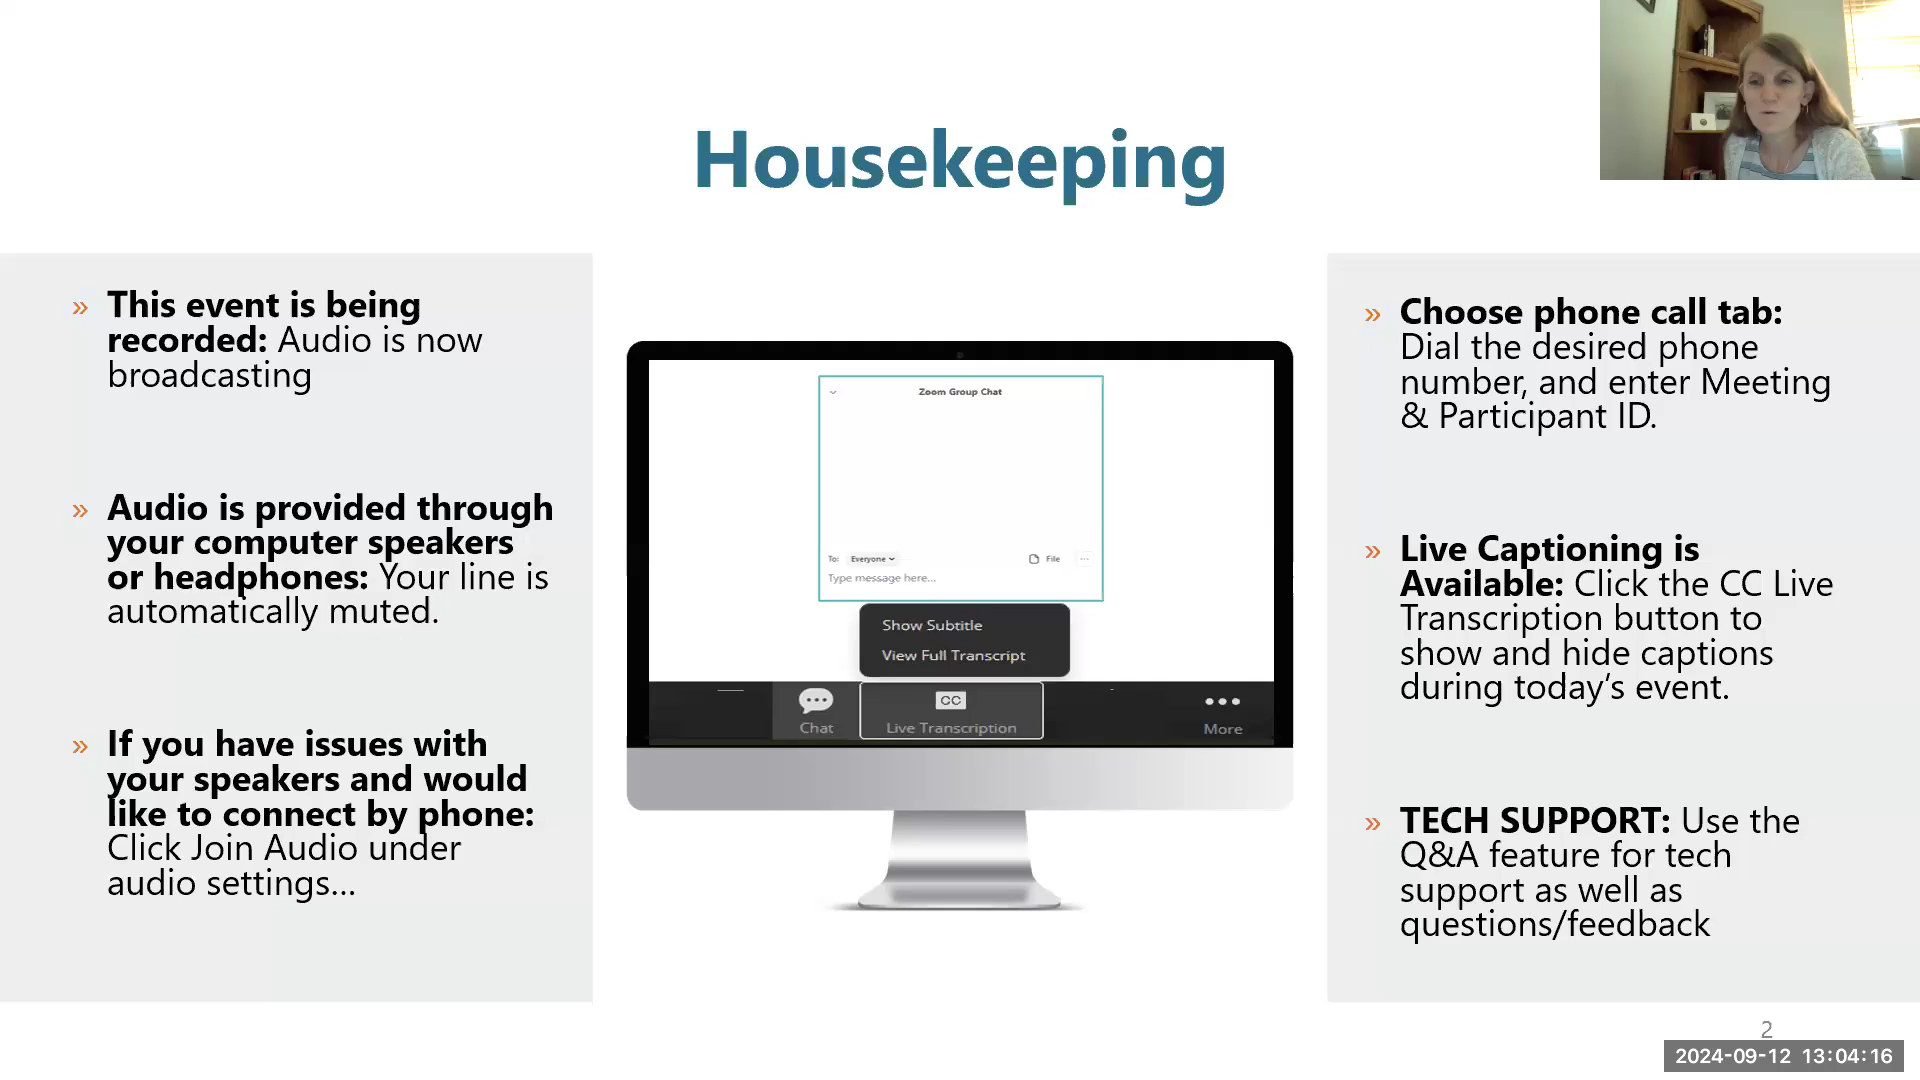 Housekeeping
» This event is being
recorded: Audio is now
broadcasting
» Audio is provided through
your computer speakers
or headphones: Your line is
automatically muted.
» If you have issues with
your speakers and would
like to connect by phone:
Click Join Audio under
audio settings...
Zoom Group Chat
To: Everyone File ...
Type message here...
Show Subtitle
View Full Transcript
CC
Chat Live Transcription More
» Choose phone call tab:
Dial the desired phone
number, and enter Meeting
& Participant ID.
» Live Captioning is
Available: Click the CC Live
Transcription button to
show and hide captions
during today’s event.
» TECH SUPPORT: Use the
Q&A feature for tech
support as well as
questions/feedback
2
2024-09-12 13:04:16